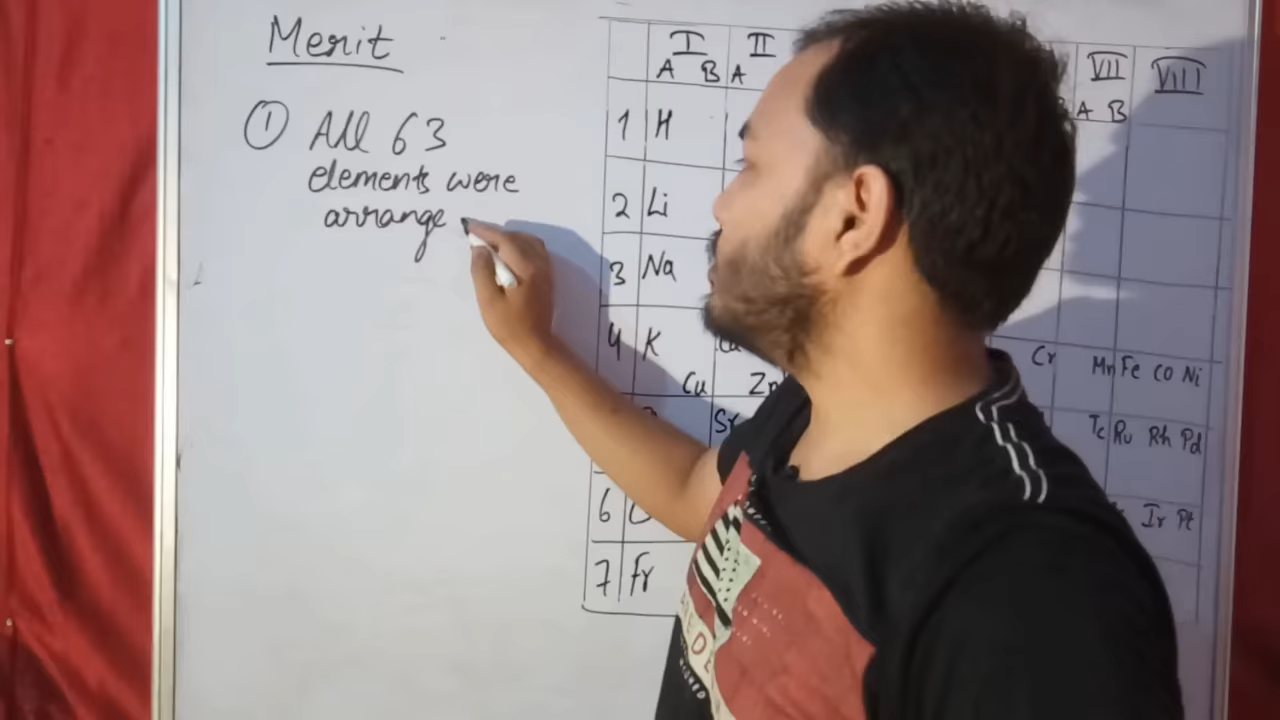 Merit
① All 63
elements were
arrange
I II VII VIII
A B A A B
1 H
2 Li
3 Na
4 K Cr Mn Fe CO Ni
Cu Zn
Sr Tc Ru Rh Pd
6 Ir Pt
7 Fr